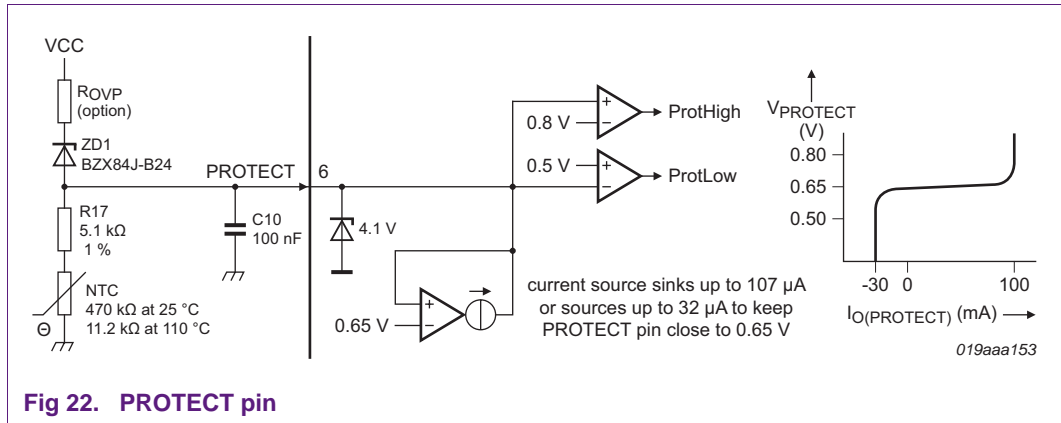 VCC
ROVP
(option)
ZD1
BZX84J-B24
R17
5.1 kΩ
1 %
NTC
470 kΩ at 25 °C
11.2 kΩ at 110 °C
Θ
C10
100 nF
PROTECT
6
4.1 V
+
0.8 V
−
ProtHigh
0.5 V
+
−
ProtLow
+
0.65 V
−
current source sinks up to 107 μA
or sources up to 32 μA to keep
PROTECT pin close to 0.65 V
VPROTECT
(V)
0.80
0.65
0.50
-30
0
100
IO(PROTECT) (mA)
019aaa153
Fig 22. PROTECT pin